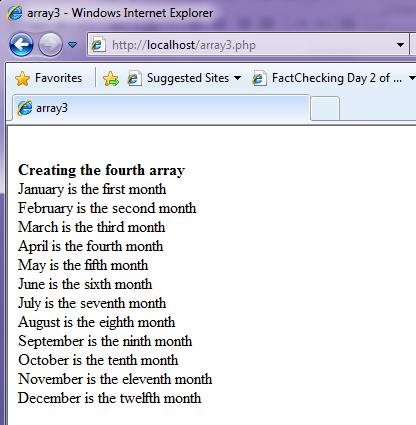 array3 - Windows Internet Explorer
http://localhost/array3.php
Favorites Suggested Sites FactChecking Day 2 of ...
array3
Creating the fourth array
January is the first month
February is the second month
March is the third month
April is the fourth month
May is the fifth month
June is the sixth month
July is the seventh month
August is the eighth month
September is the ninth month
October is the tenth month
November is the eleventh month
December is the twelfth month